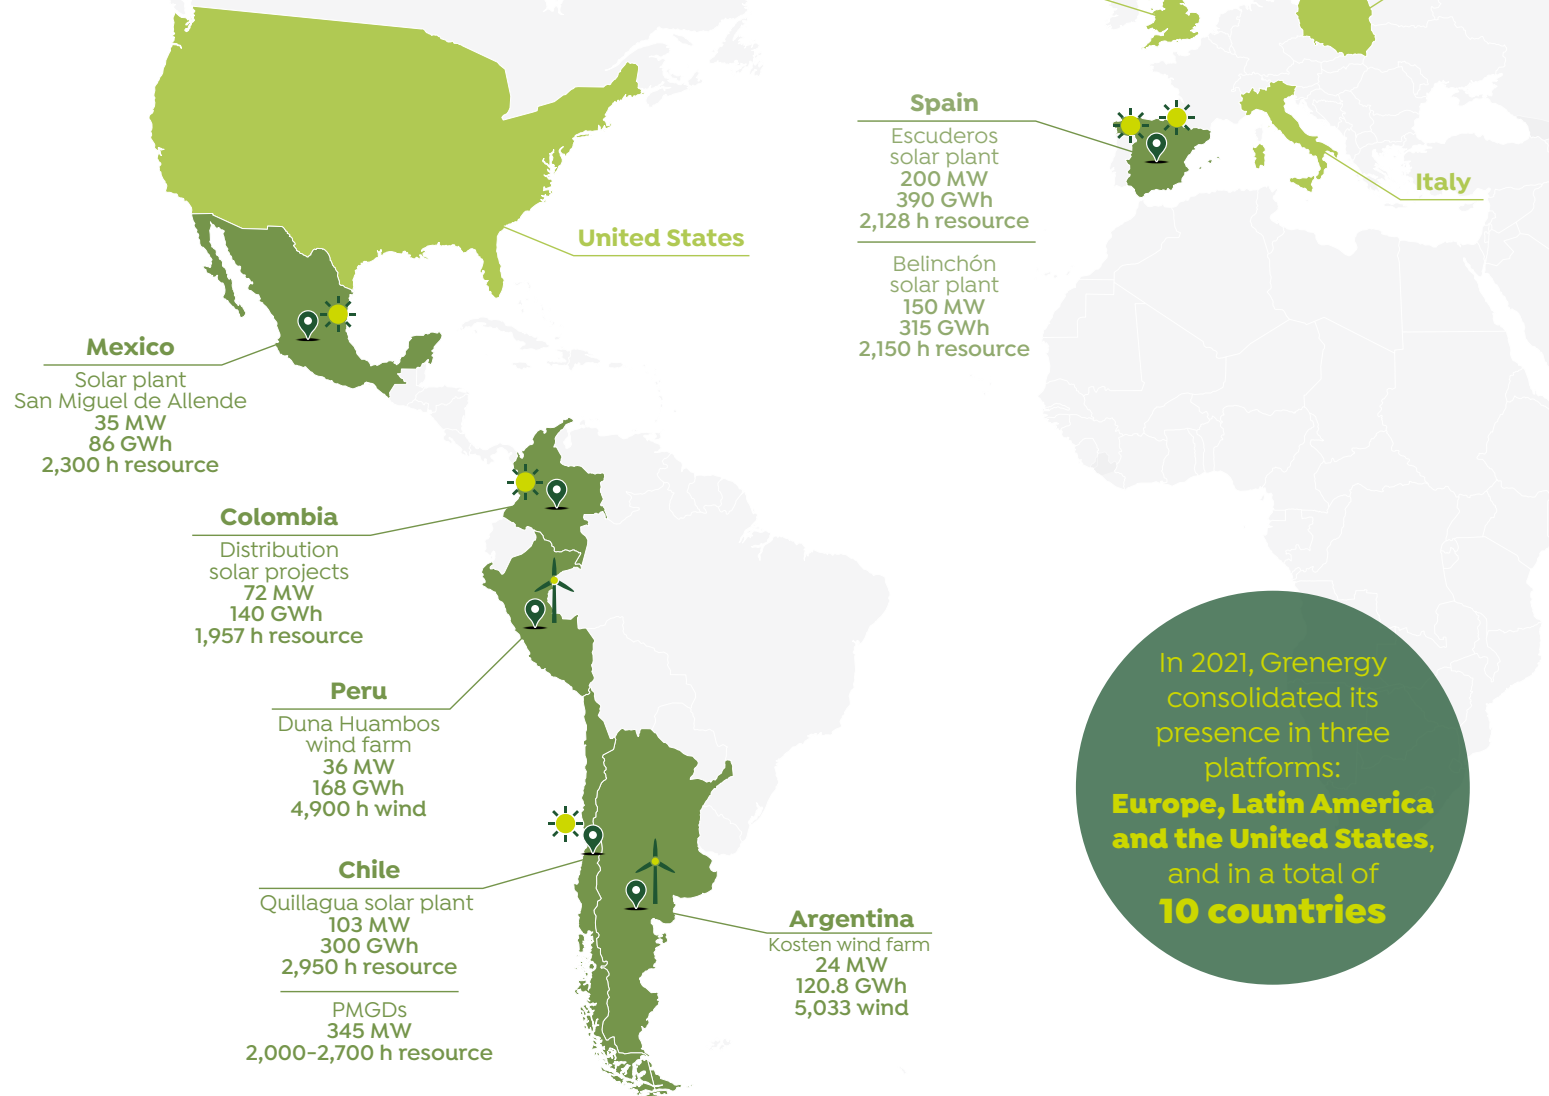 Spain
Escuderos
solar plant
200 MW
390 GWh
2,128 h resource
Belinchón
solar plant
150 MW
315 GWh
2,150 h resource
Italy
United States
Mexico
Solar plant
San Miguel de Allende
35 MW
86 GWh
2,300 h resource
Colombia
Distribution
solar projects
72 MW
140 GWh
1,957 h resource
Peru
Duna Huambos
wind farm
36 MW
168 GWh
4,900 h wind
Chile
Quillagua solar plant
103 MW
300 GWh
2,950 h resource
PMGDs
345 MW
2,000-2,700 h resource
Argentina
Kosten wind farm
24 MW
120.8 GWh
5,033 wind
In 2021, Grenergy
consolidated its
presence in three
platforms:
Europe, Latin America
and the United States,
and in a total of
10 countries